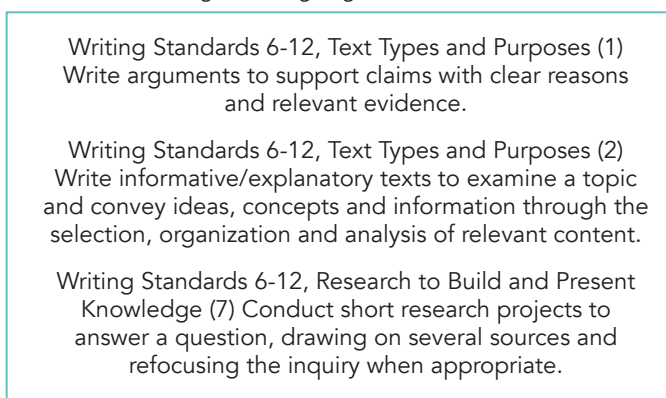 Writing Standards 6-12, Text Types and Purposes (1)
Write arguments to support claims with clear reasons
and relevant evidence.
Writing Standards 6-12, Text Types and Purposes (2)
Write informative/explanatory texts to examine a topic
and convey ideas, concepts and information through the
selection, organization and analysis of relevant content.
Writing Standards 6-12, Research to Build and Present
Knowledge (7) Conduct short research projects to
answer a question, drawing on several sources and
refocusing the inquiry when appropriate.